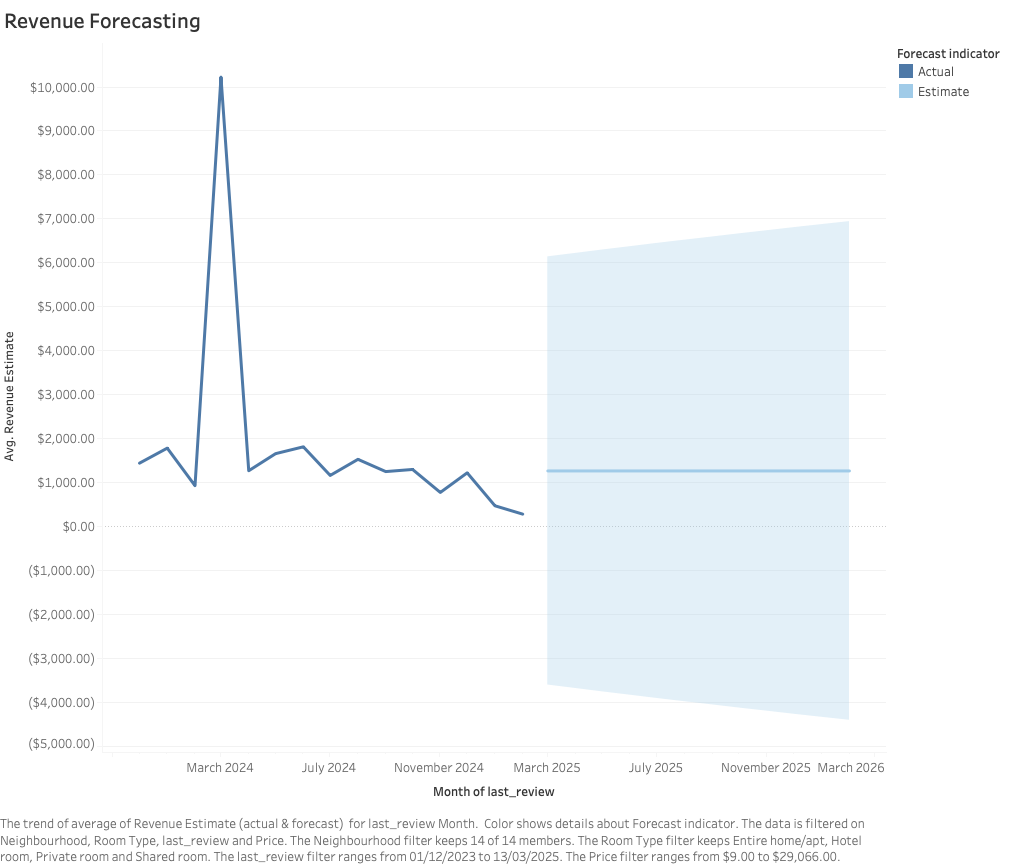 Revenue Forecasting
Forecast indicator
Actual
Estimate
$10,000.00
$9,000.00
$8,000.00
$7,000.00
$6,000.00
$5,000.00
$4,000.00
$3,000.00
$2,000.00
$1,000.00
$0.00
($1,000.00)
($2,000.00)
($3,000.00)
($4,000.00)
($5,000.00)
Avg. Revenue Estimate
March 2024 July 2024 November 2024 March 2025 July 2025 November 2025 March 2026
Month of last_review
The trend of average of Revenue Estimate (actual & forecast)  for last_review Month.  Color shows details about Forecast indicator. The data is filtered on
Neighbourhood, Room Type, last_review and Price. The Neighbourhood filter keeps 14 of 14 members. The Room Type filter keeps Entire home/apt, Hotel
room, Private room and Shared room. The last_review filter ranges from 01/12/2023 to 13/03/2025. The Price filter ranges from $9.00 to $29,066.00.